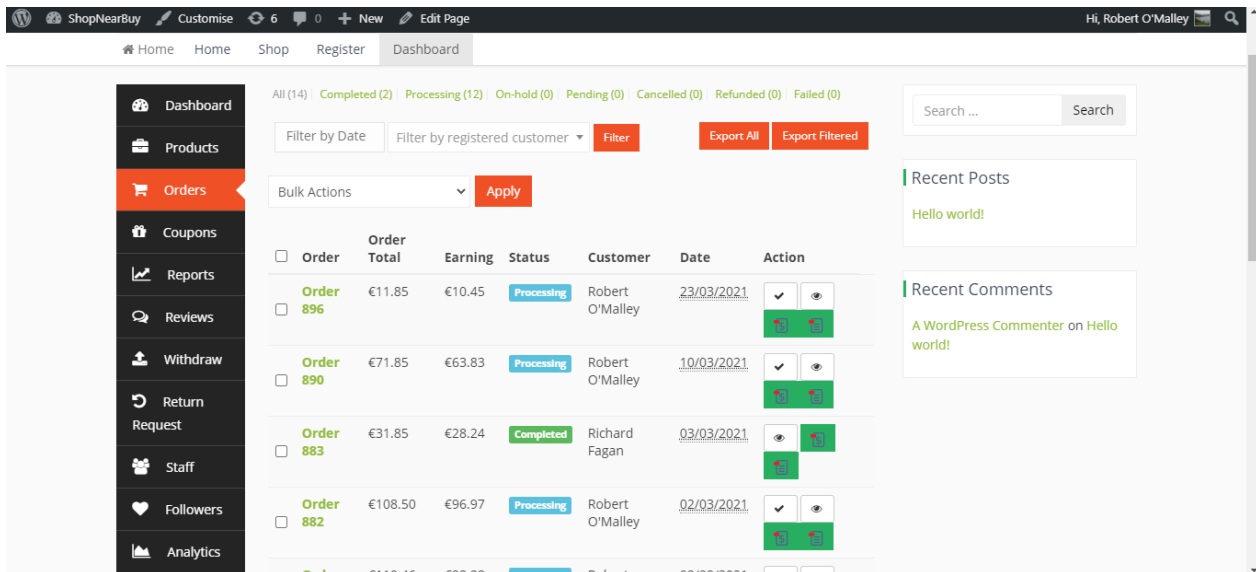 ShopNearBuy Customise 6 0 New Edit Page Hi, Robert O'Malley
Home Home Shop Register Dashboard
Dashboard
Products
Orders
Coupons
Reports
Reviews
Withdraw
Return
Request
Staff
Followers
Analytics
All (14) Completed (2) Processing (12) On-hold (0) Pending (0) Cancelled (0) Refunded (0) Failed (0)
Filter by Date Filter by registered customer Filter Export All Export Filtered
Bulk Actions Apply
Order Order Total Earning Status Customer Date Action
Order 896 €11.85 €10.45 Processing Robert O'Malley 23/03/2021
Order 890 €71.85 €63.83 Processing Robert O'Malley 10/03/2021
Order 883 €31.85 €28.24 Completed Richard Fagan 03/03/2021
Order 882 €108.50 €96.97 Processing Robert O'Malley 02/03/2021
Search ... Search
Recent Posts
Hello world!
Recent Comments
A WordPress Commenter on Hello
world!